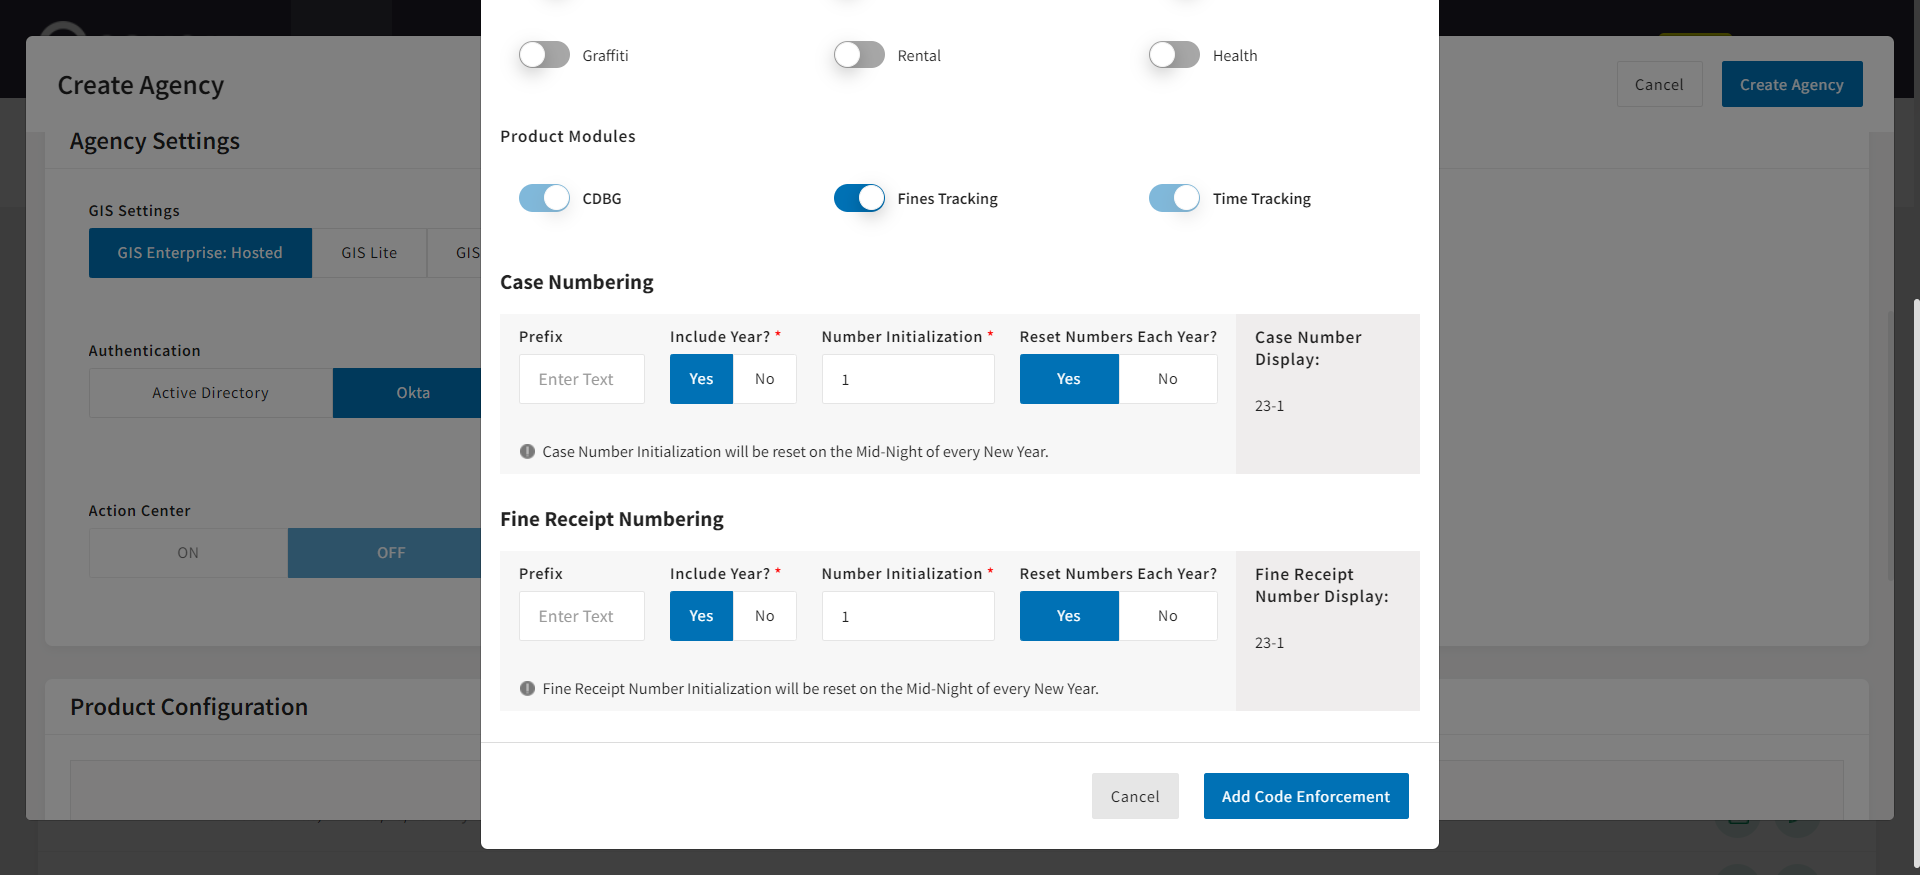 Graffiti
Rental
Health
Create Agency
Cancel
Create Agency
Agency Settings
Product Modules
GIS Settings
CDBG
Fines Tracking
Time Tracking
GIS Enterprise: Hosted
GIS Lite
GIS
Case Numbering
Authentication
Active Directory
Okta
Prefix
Include Year? *
Number Initialization *
Reset Numbers Each Year?
Enter Text
Yes
No
1
Yes
No
Case Number
Display:
23-1
Case Number Initialization will be reset on the Mid-Night of every New Year.
Action Center
ON
OFF
Fine Receipt Numbering
Prefix
Include Year? *
Number Initialization *
Reset Numbers Each Year?
Enter Text
Yes
No
1
Yes
No
Fine Receipt
Number Display:
23-1
Fine Receipt Number Initialization will be reset on the Mid-Night of every New Year.
Product Configuration
Cancel
Add Code Enforcement